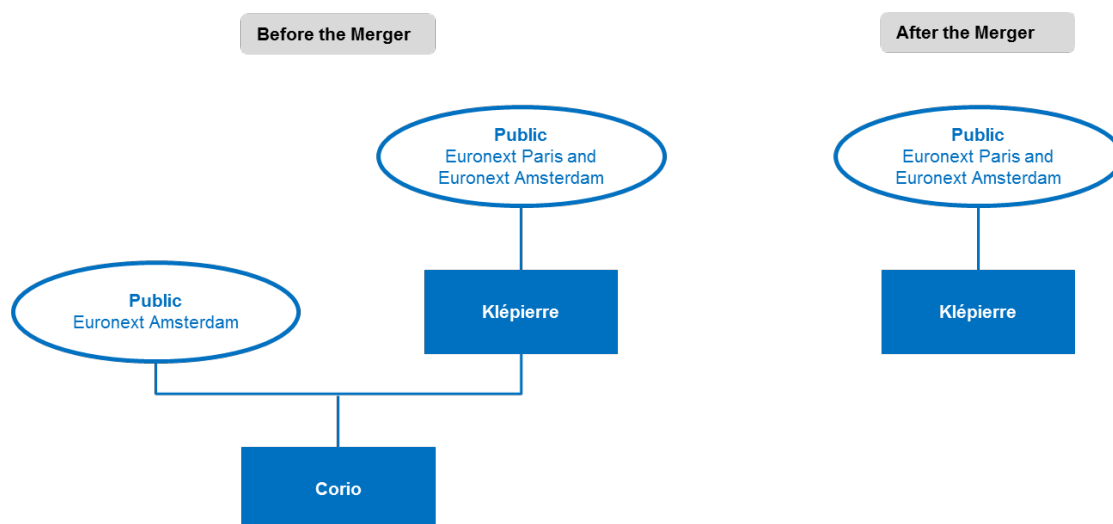 Before the Merger
After the Merger
Public
Euronext Paris and
Euronext Amsterdam
Public
Euronext Paris and
Euronext Amsterdam
Public
Euronext Amsterdam
Klépierre
Klépierre
Corio